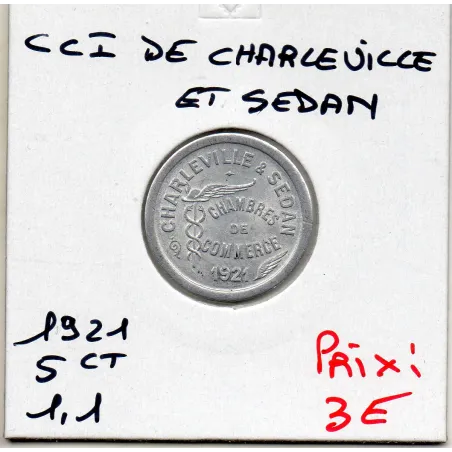 CCI DE CHARLEVILLE
ET SEDAN
CHARLEVILLE & SEDAN
CHAMBRES
DE
COMMERCE
1921
1921
5 CT
1,1
PRIX:
3E